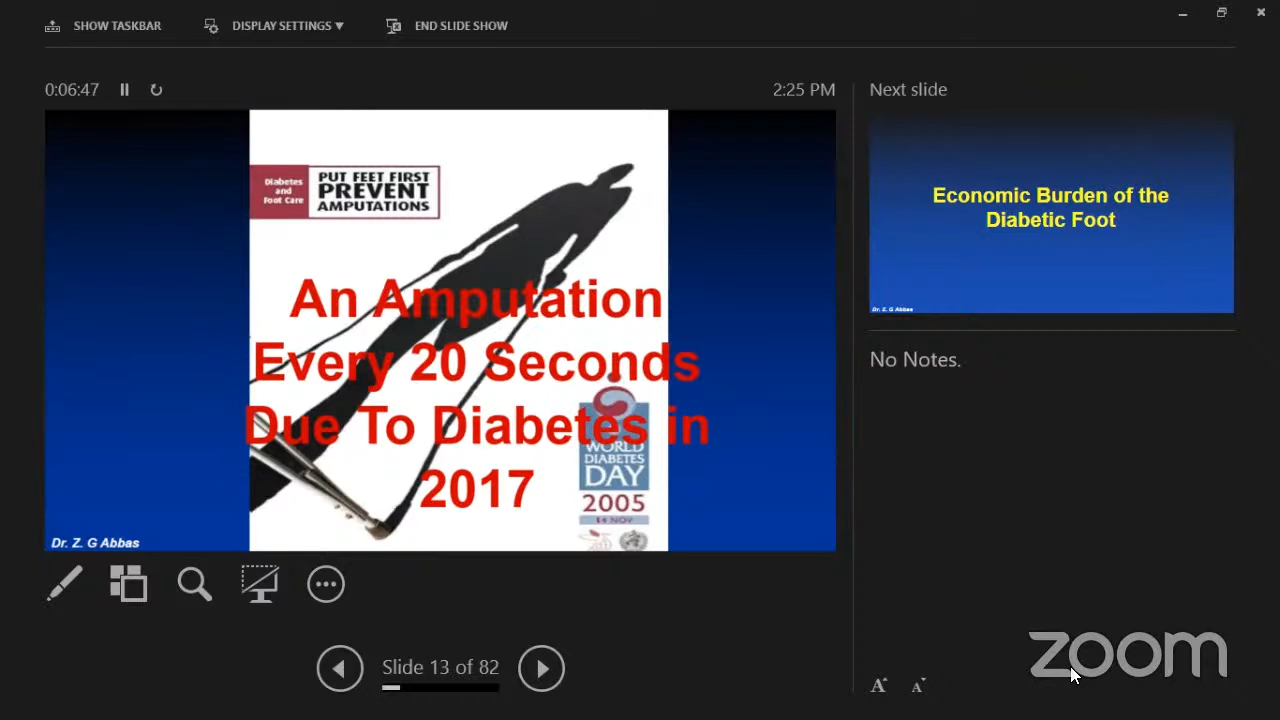 SHOW TASKBAR
DISPLAY SETTINGS ▼
END SLIDE SHOW
0:06:47
2:25 PM
Diabetes
and
Foot Care
PUT FEET FIRST
PREVENT
AMPUTATIONS
An Amputation
Every 20 Seconds
Due To Diabetes in
2017
WORLD
DIABETES
DAY
2005
14 NOV
Dr. Z. G Abbas
Slide 13 of 82
Next slide
Economic Burden of the
Diabetic Foot
Dr. Z. G Abbas
No Notes.
A A
zoom